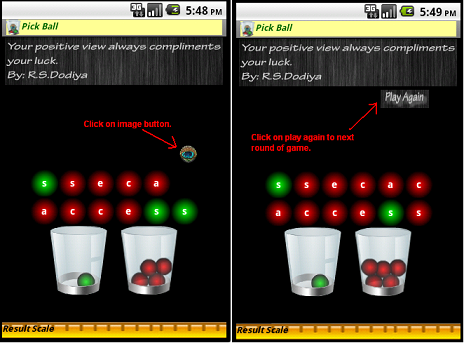 3G 5:48 PM
Pick Ball
Your positive view always compliments
your luck.
By: R.S.Dodiya
Click on image button.
s s e c a
a c c e s s
Result Scale
3G 5:49 PM
Pick Ball
Your positive view always compliments
your luck.
By: R.S.Dodiya
Play Again
Click on play again to next
round of game.
s s e c a c
a c c e s s
Result Scale